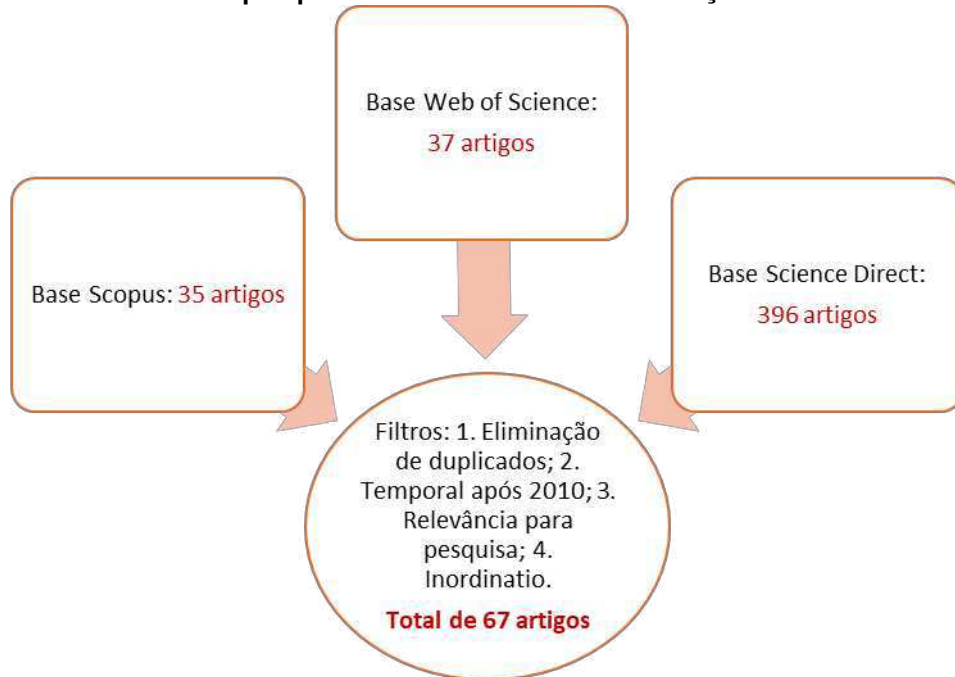 Base Web of Science:
37 artigos
Base Scopus: 35 artigos
Base Science Direct:
396 artigos
Filtros: 1. Eliminação
de duplicados; 2.
Temporal após 2010; 3.
Relevância para
pesquisa; 4.
Inordinatio.
Total de 67 artigos